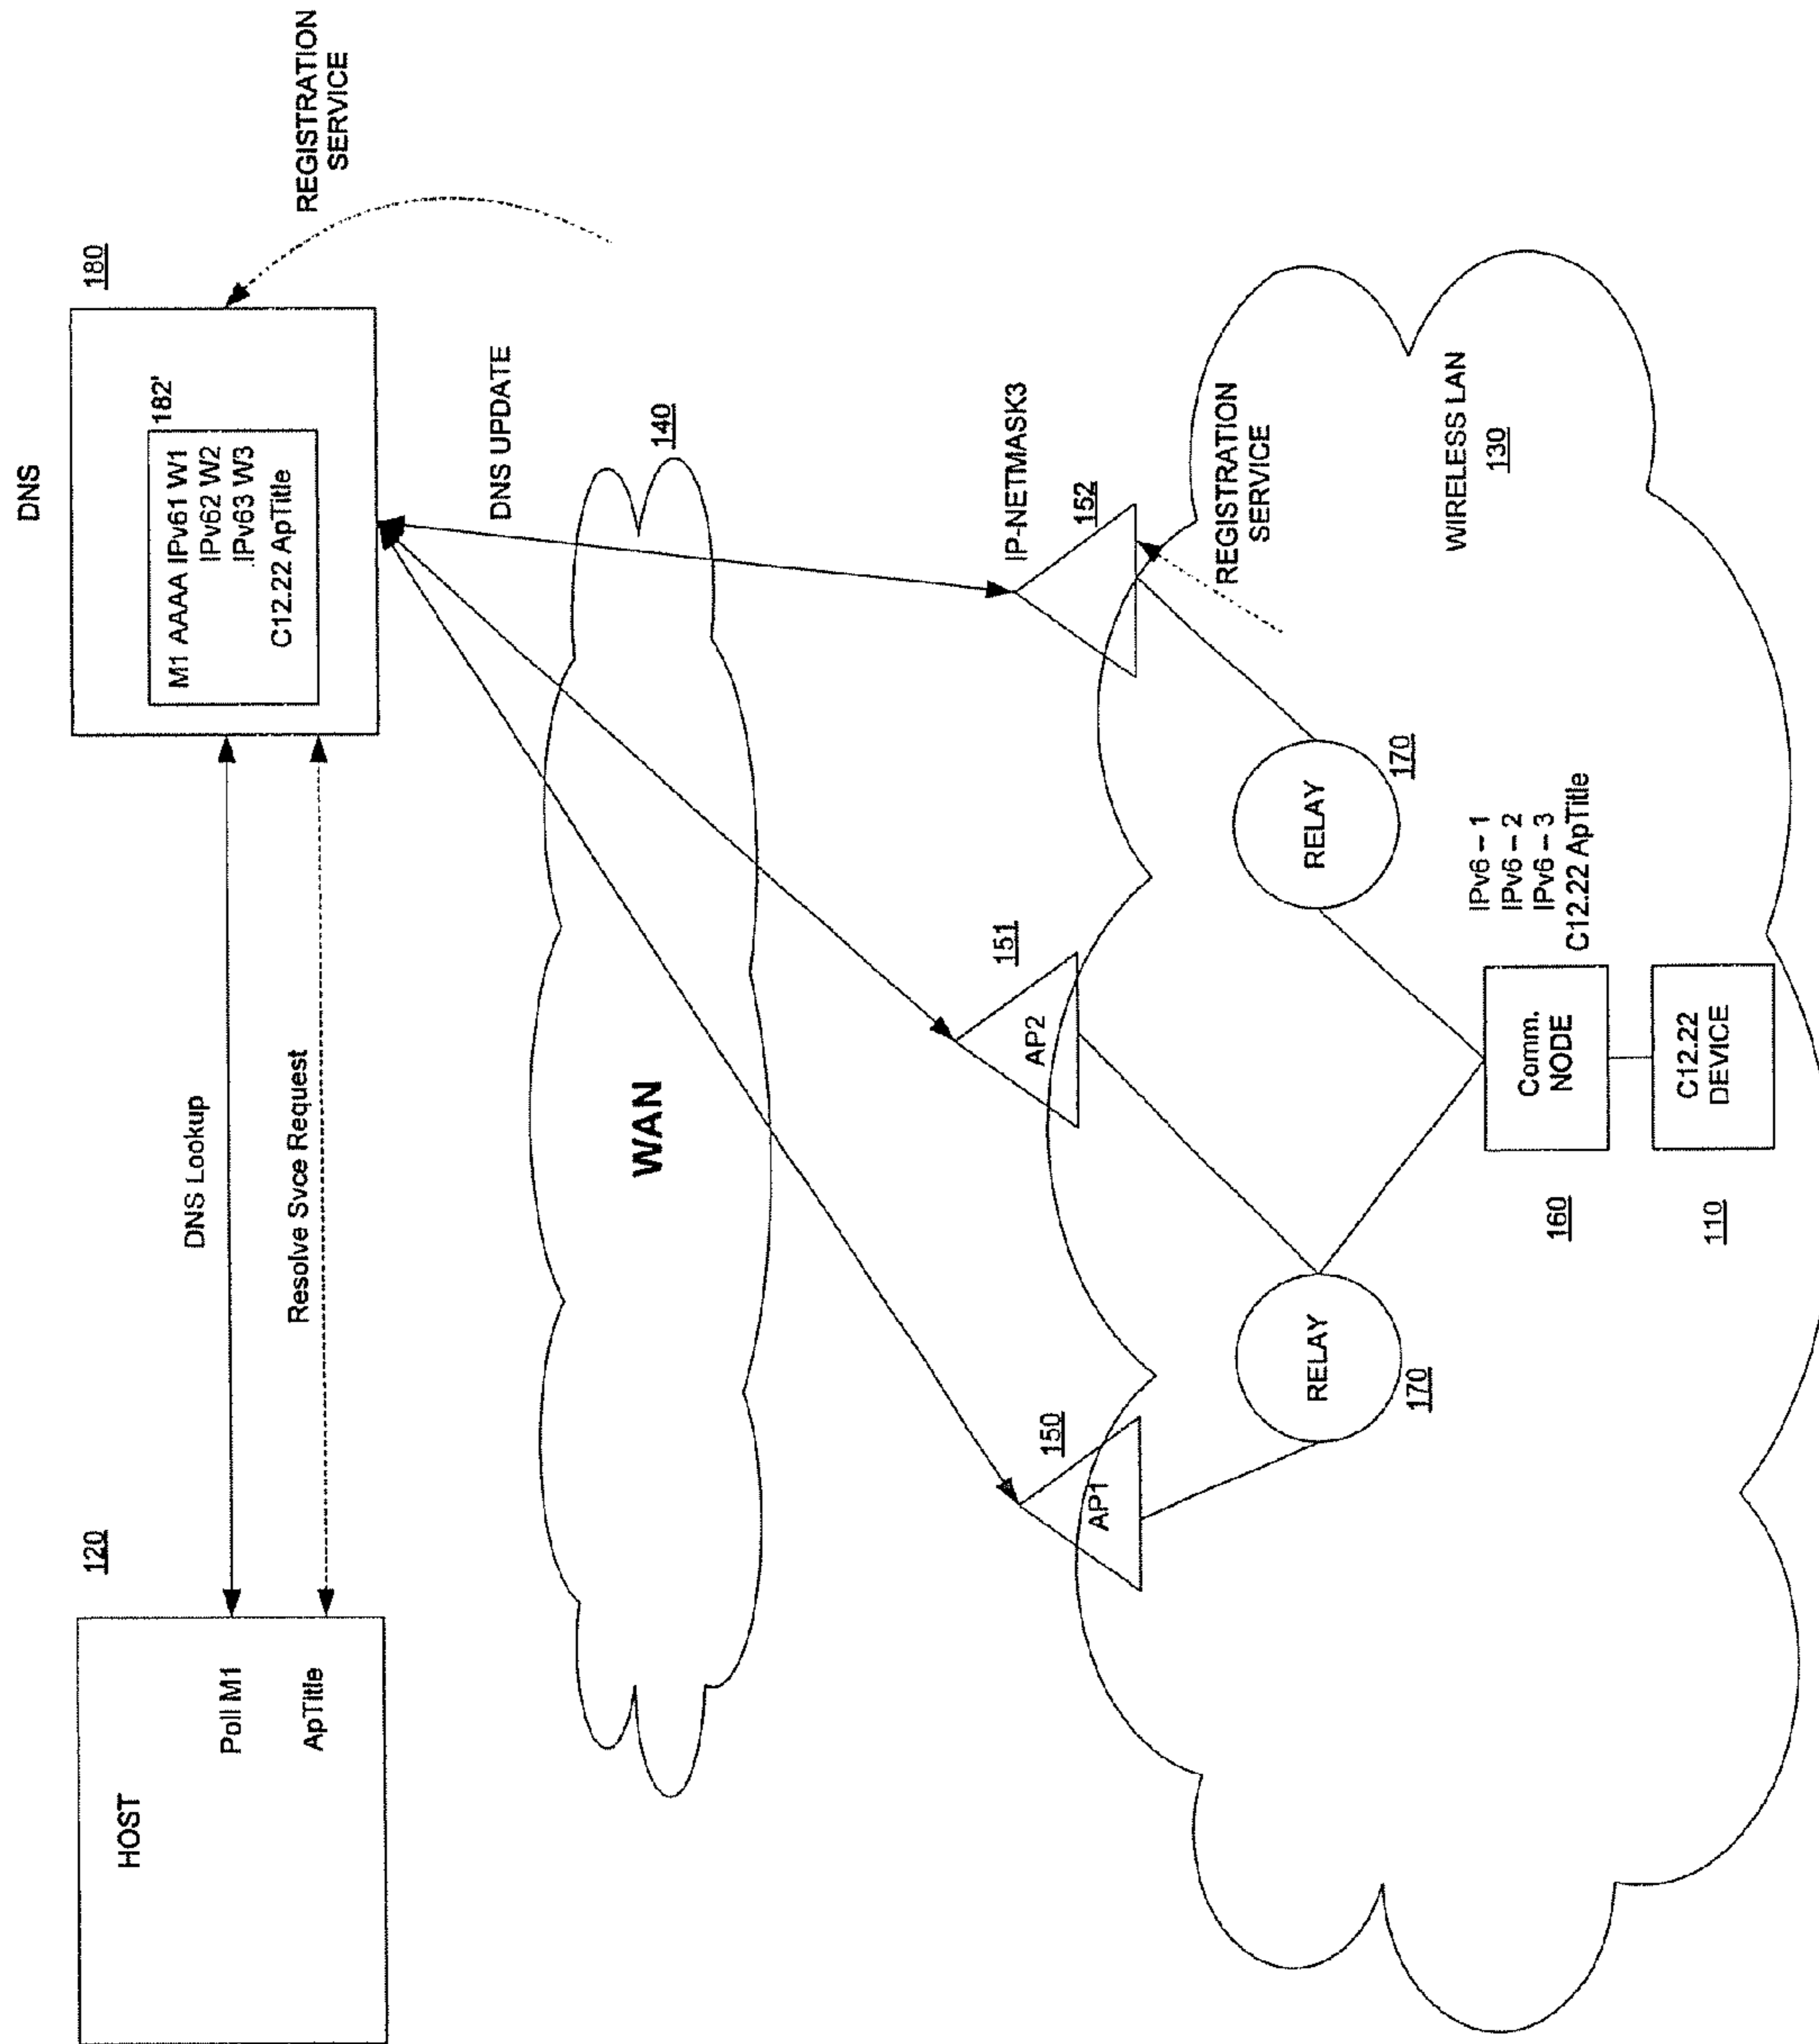 DNS
HOST
120
Poll M1
ApTitle
DNS Lookup
Resolve Svce Request
180
182'
M1 AAAA IPv61 W1
IPv62 W2
.IPv63 W3
C12.22 ApTitle
REGISTRATION
SERVICE
DNS UPDATE
WAN
140
150
AP1
151
AP2
IP-NETMASK3
152
REGISTRATION
SERVICE
RELAY
170
RELAY
170
WIRELESS LAN
130
IPv6 – 1
IPv6 – 2
IPv6 – 3
C12.22 ApTitle
160
Comm.
NODE
110
C12.22
DEVICE